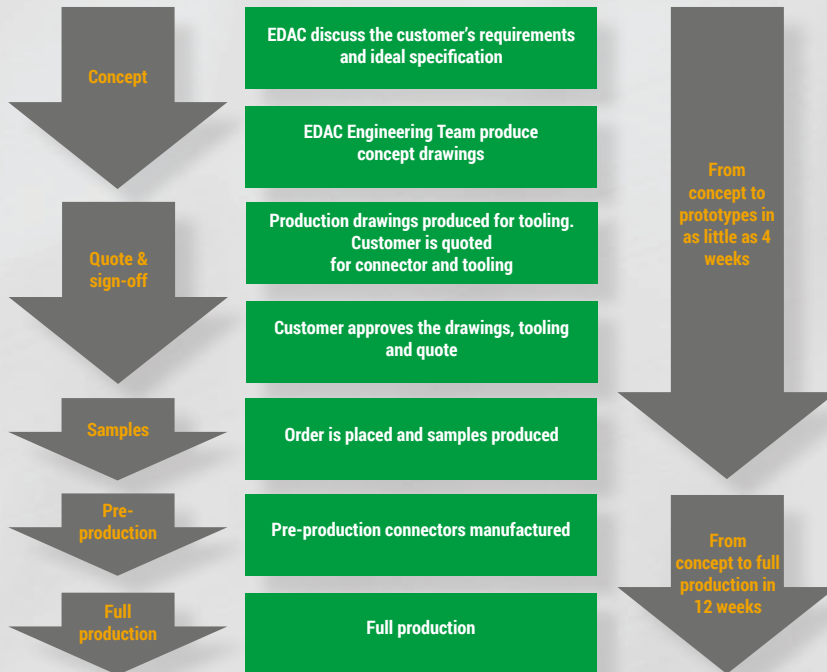 Concept
EDAC discuss the customer's requirements
and ideal specification
EDAC Engineering Team produce
concept drawings
Quote &
sign-off
Production drawings produced for tooling.
Customer is quoted
for connector and tooling
Customer approves the drawings, tooling
and quote
Samples
Order is placed and samples produced
Pre-
production
Pre-production connectors manufactured
Full
production
Full production
From
concept to
prototypes in
as little as 4
weeks
From
concept to full
production in
12 weeks